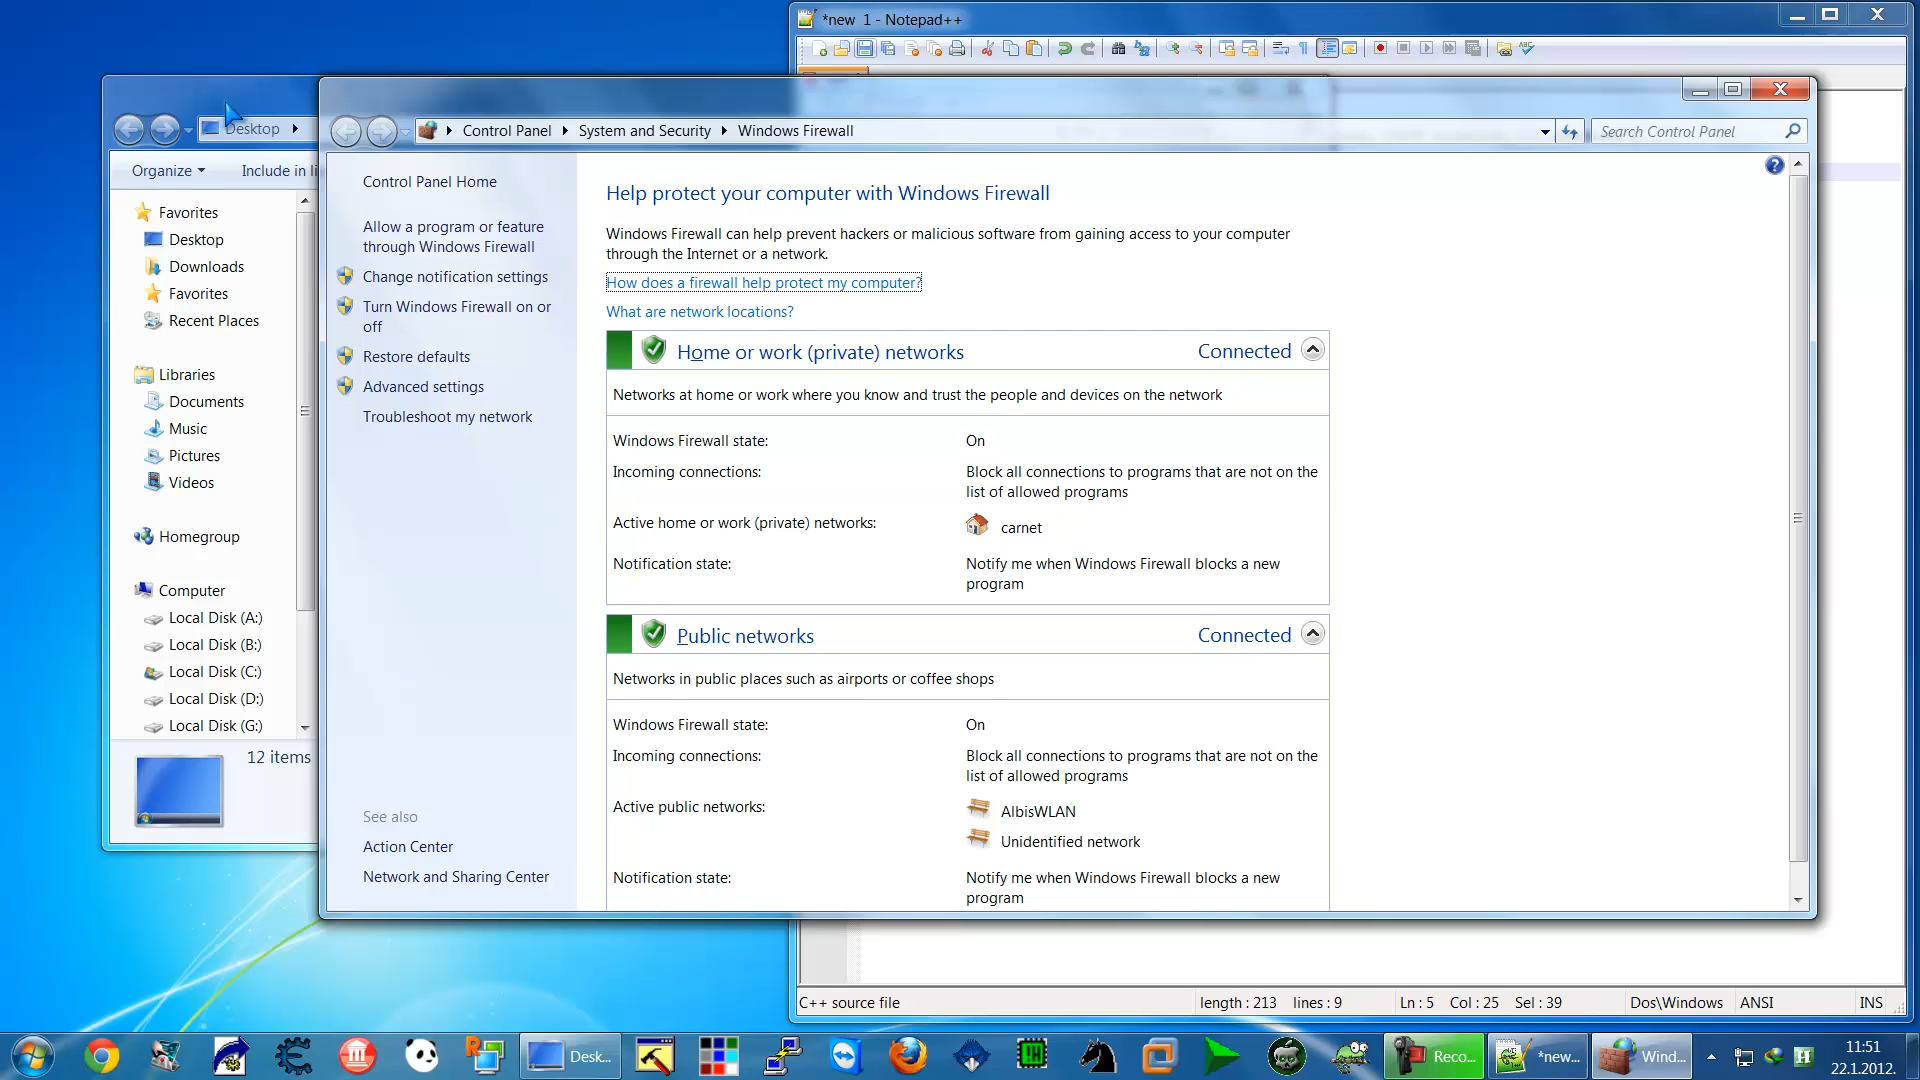 *new  1 - Notepad++
Desktop
Control Panel
System and Security
Windows Firewall
Search Control Panel
Organize
Include in li
Favorites
Desktop
Downloads
Favorites
Recent Places
Libraries
Documents
Music
Pictures
Videos
Homegroup
Computer
Local Disk (A:)
Local Disk (B:)
Local Disk (C:)
Local Disk (D:)
Local Disk (G:)
12 items
Control Panel Home
Allow a program or feature
through Windows Firewall
Change notification settings
Turn Windows Firewall on or
off
Restore defaults
Advanced settings
Troubleshoot my network
See also
Action Center
Network and Sharing Center
Help protect your computer with Windows Firewall
Windows Firewall can help prevent hackers or malicious software from gaining access to your computer
through the Internet or a network.
How does a firewall help protect my computer?
What are network locations?
Home or work (private) networks
Connected
Networks at home or work where you know and trust the people and devices on the network
Windows Firewall state:
On
Incoming connections:
Block all connections to programs that are not on the
list of allowed programs
Active home or work (private) networks:
carnet
Notification state:
Notify me when Windows Firewall blocks a new
program
Public networks
Connected
Networks in public places such as airports or coffee shops
Windows Firewall state:
On
Incoming connections:
Block all connections to programs that are not on the
list of allowed programs
Active public networks:
AlbisWLAN
Unidentified network
Notification state:
Notify me when Windows Firewall blocks a new
program
C++ source file
length : 213
lines : 9
Ln : 5
Col : 25
Sel : 39
Dos\Windows
ANSI
INS
Desk...
Reco...
*new...
Wind...
11:51
22.1.2012.